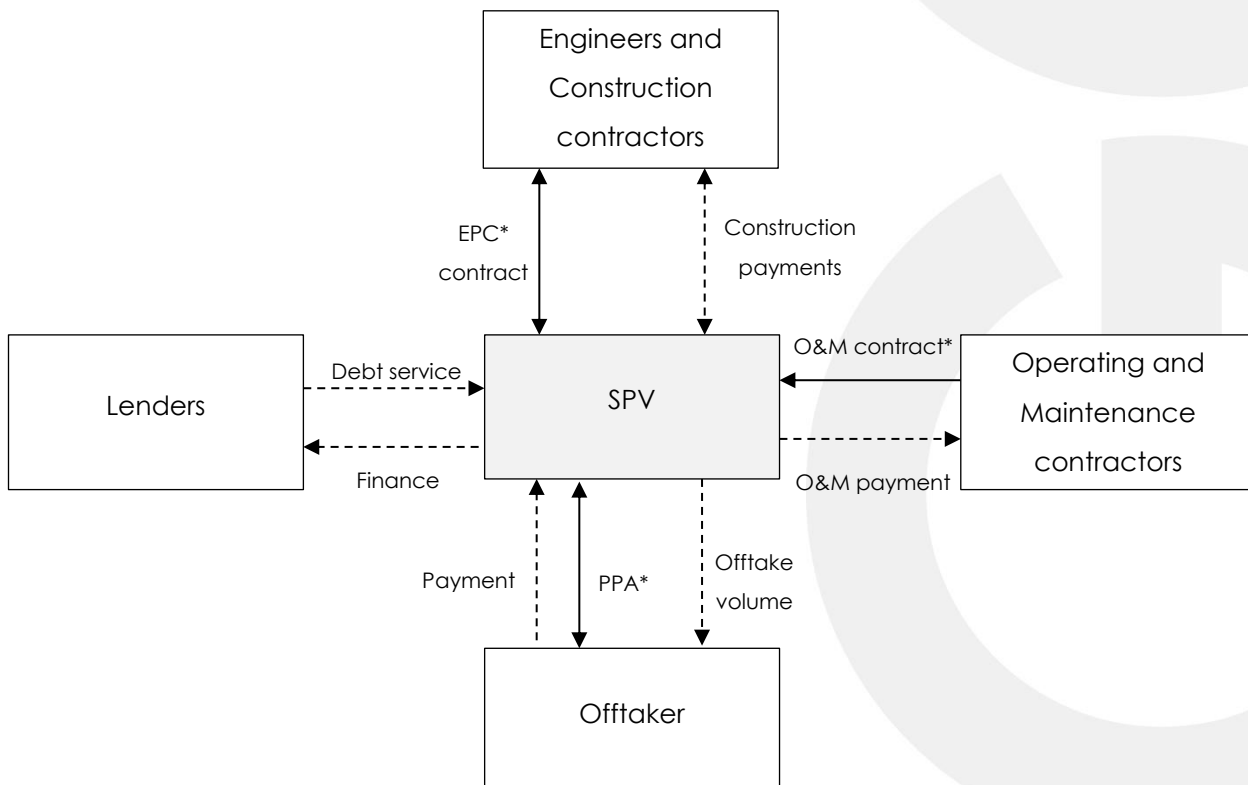 Engineers and
Construction
contractors
EPC*
contract
Construction
payments
Lenders
Debt service
Finance
SPV
O&M contract*
O&M payment
Operating and
Maintenance
contractors
Payment
PPA*
Offtake
volume
Offtaker